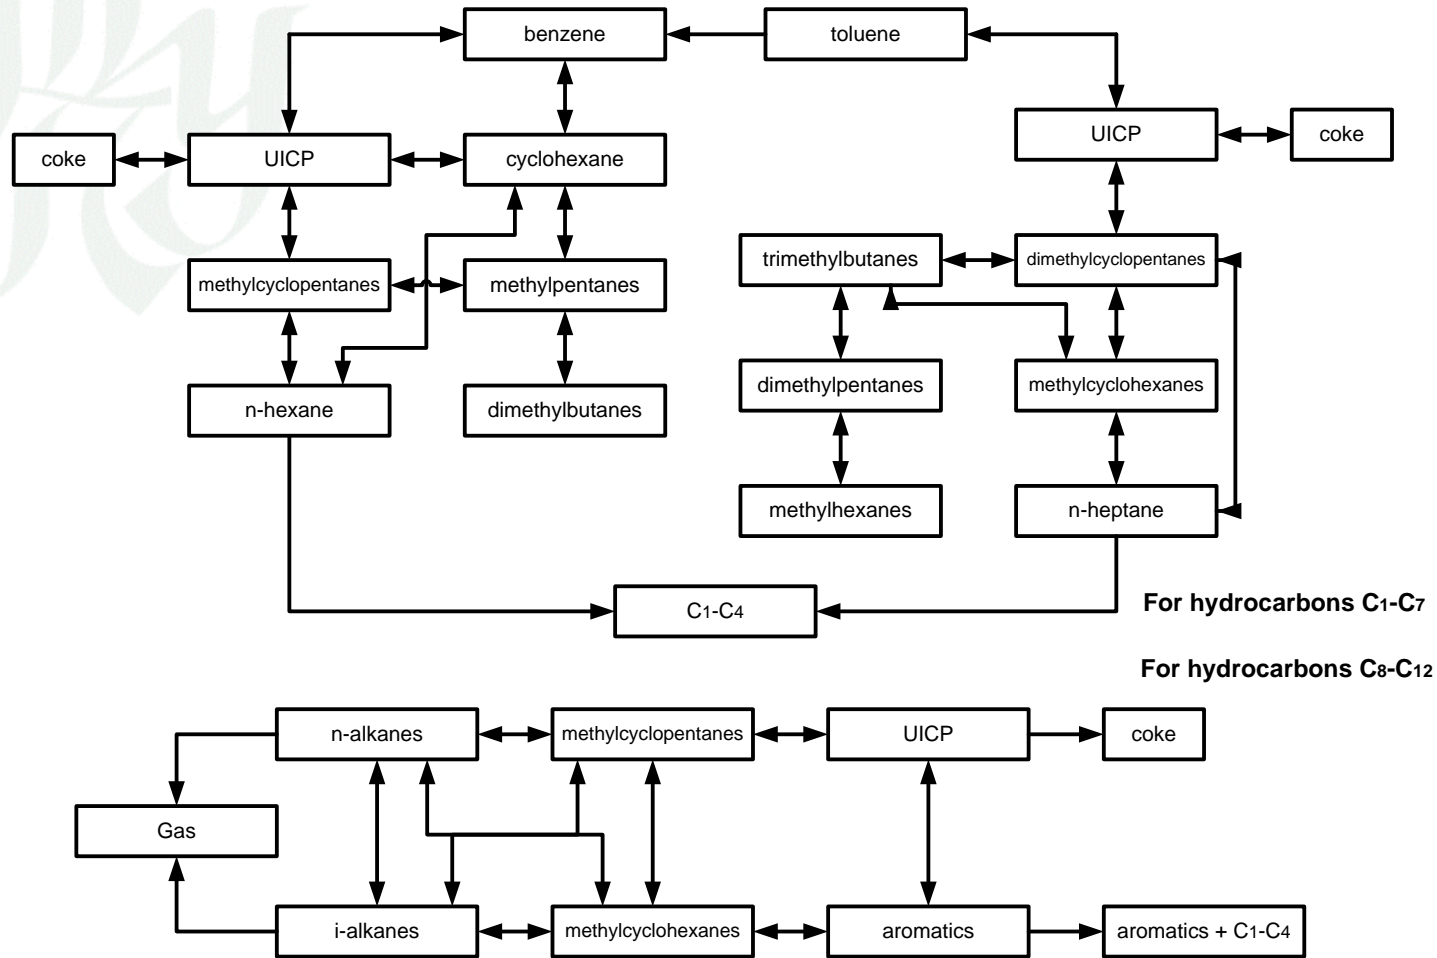 benzene
toluene
UICP
coke
UICP
cyclohexane
coke
trimethylbutanes
dimethylcyclopentanes
methylcyclopentanes
methylpentanes
dimethylpentanes
methylcyclohexanes
n-hexane
dimethylbutanes
methylhexanes
n-heptane
C1-C4
For hydrocarbons C1-C7
For hydrocarbons C8-C12
n-alkanes
methylcyclopentanes
UICP
coke
Gas
i-alkanes
methylcyclohexanes
aromatics
aromatics + C1-C4